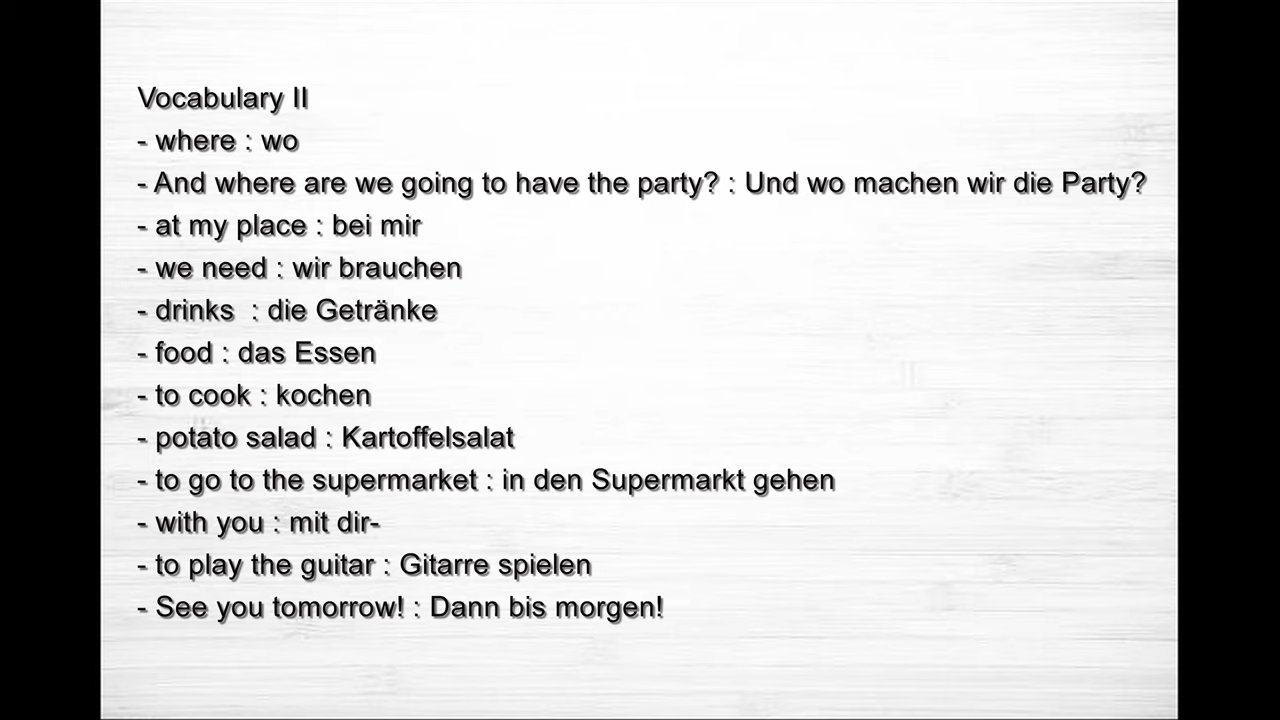 Vocabulary II
- where : wo
- And where are we going to have the party? : Und wo machen wir die Party?
- at my place : bei mir
- we need : wir brauchen
- drinks  : die Getränke
- food : das Essen
- to cook : kochen
- potato salad : Kartoffelsalat
- to go to the supermarket : in den Supermarkt gehen
- with you : mit dir-
- to play the guitar : Gitarre spielen
- See you tomorrow! : Dann bis morgen!